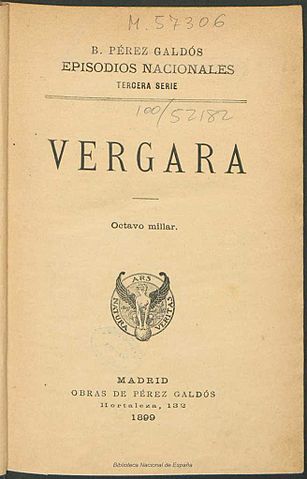 M. 57306
B. PÉREZ GALDÓS
EPISODIOS NACIONALES
TERCERA SERIE
100/52182
VERGARA
Octavo millar.
ARS
NATURA
VERITAS
MADRID
OBRAS DE PÉREZ GALDÓS
Hortaleza, 132
1899
Biblioteca Nacional de España